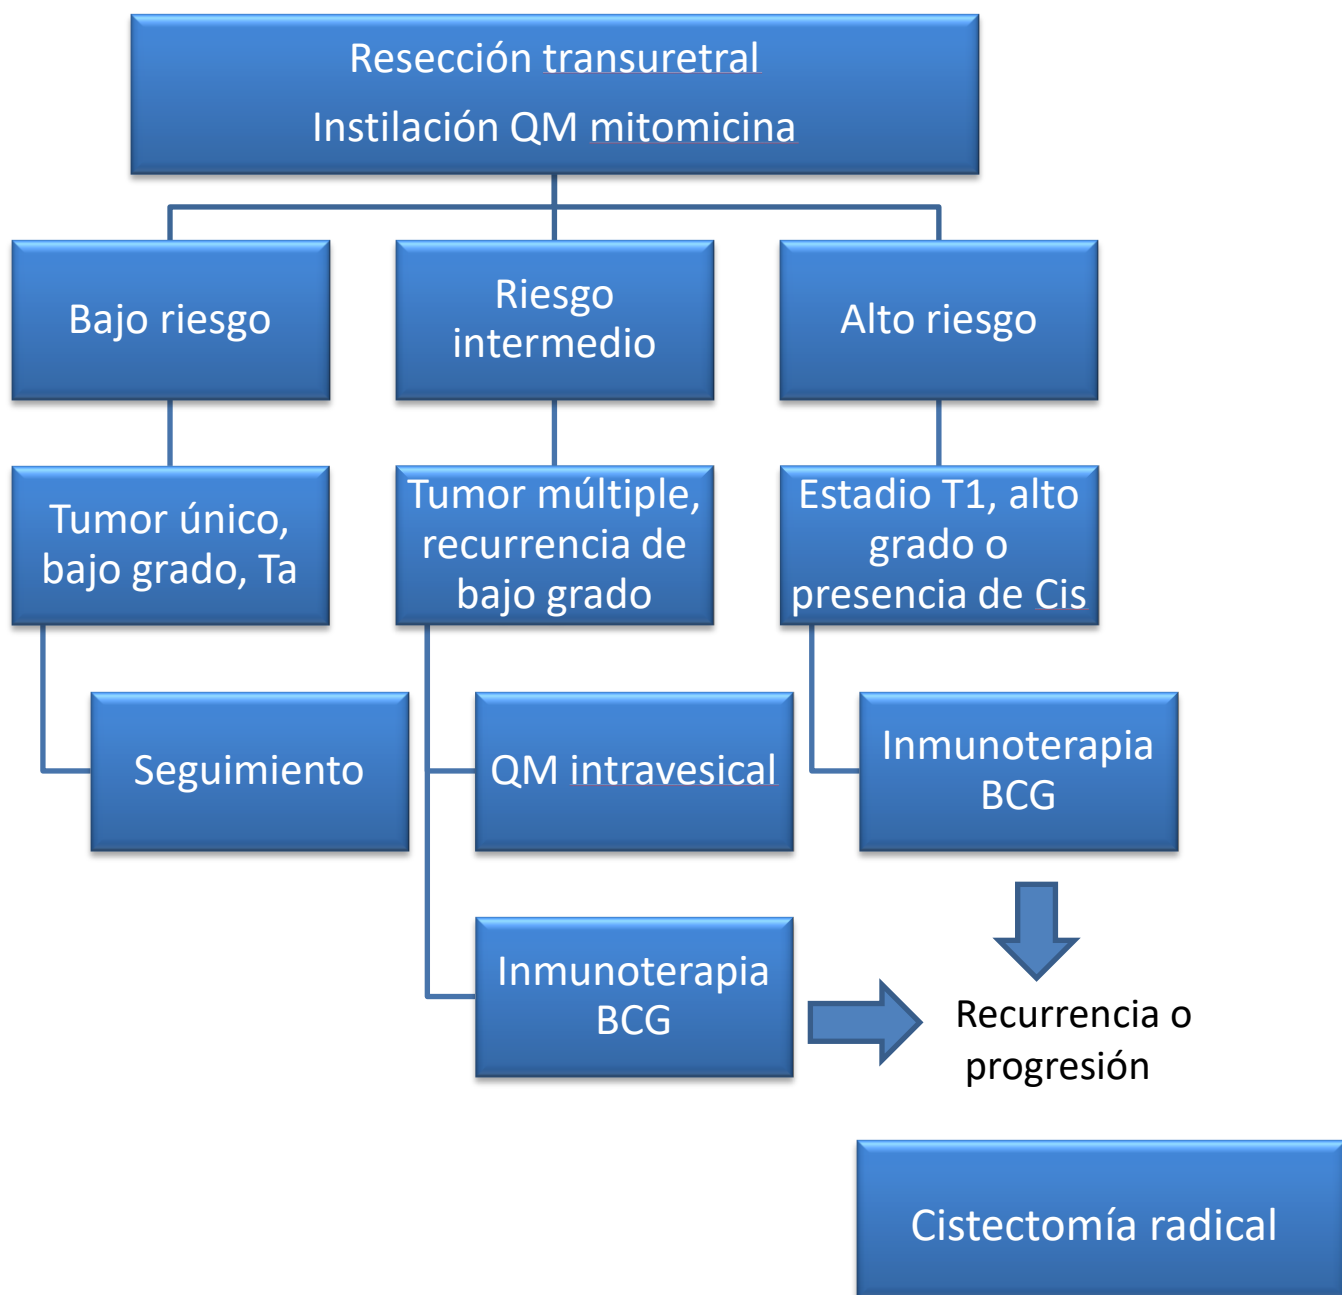 Resección transuretral
Instilación QM mitomicina
Bajo riesgo
Riesgo
intermedio
Alto riesgo
Tumor único,
bajo grado, Ta
Tumor múltiple,
recurrencia de
bajo grado
Estadio T1, alto
grado o
presencia de Cis
Seguimiento
QM intravesical
Inmunoterapia
BCG
Inmunoterapia
BCG
Recurrencia o
progresión
Cistectomía radical